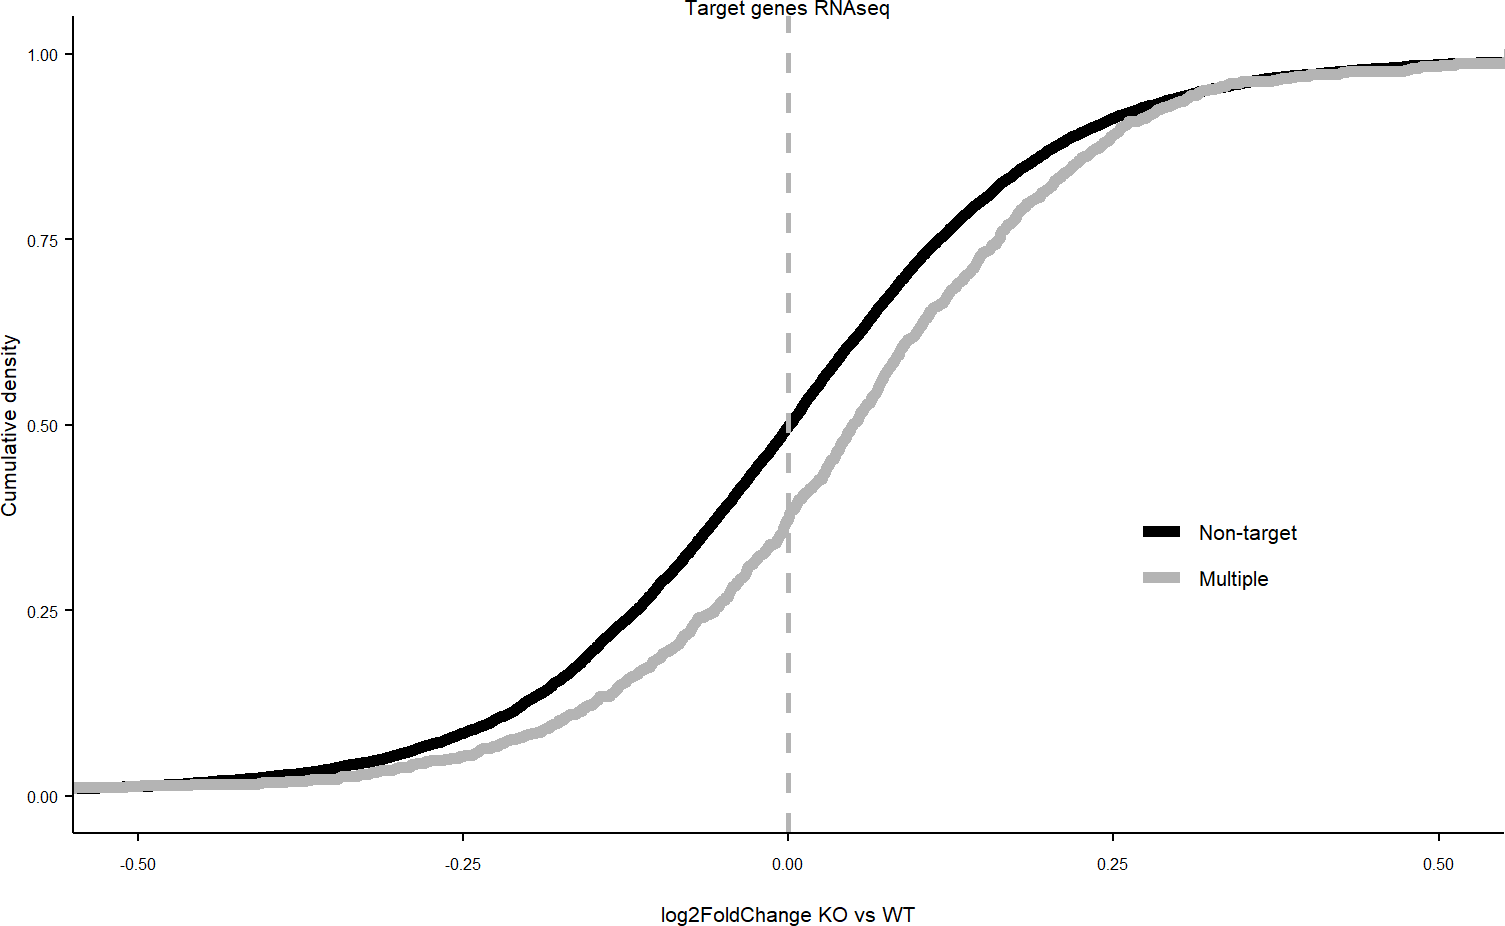 Target genes RNAseq
1.00
0.75
0.50
0.25
0.00
Cumulative density
Non-target
Multiple
-0.50
-0.25
0.00
0.25
0.50
log2FoldChange KO vs WT